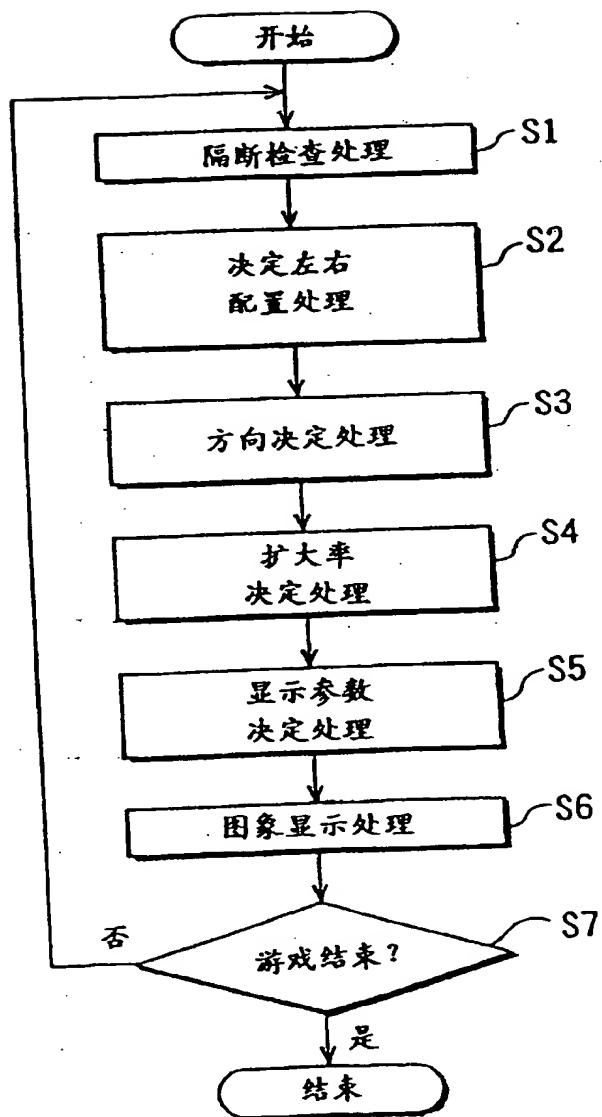 开始
隔断检查处理
S1
决定左右
配置处理
S2
方向决定处理
S3
扩大率
决定处理
S4
显示参数
决定处理
S5
图象显示处理
S6
游戏结束?
S7
否
是
结束